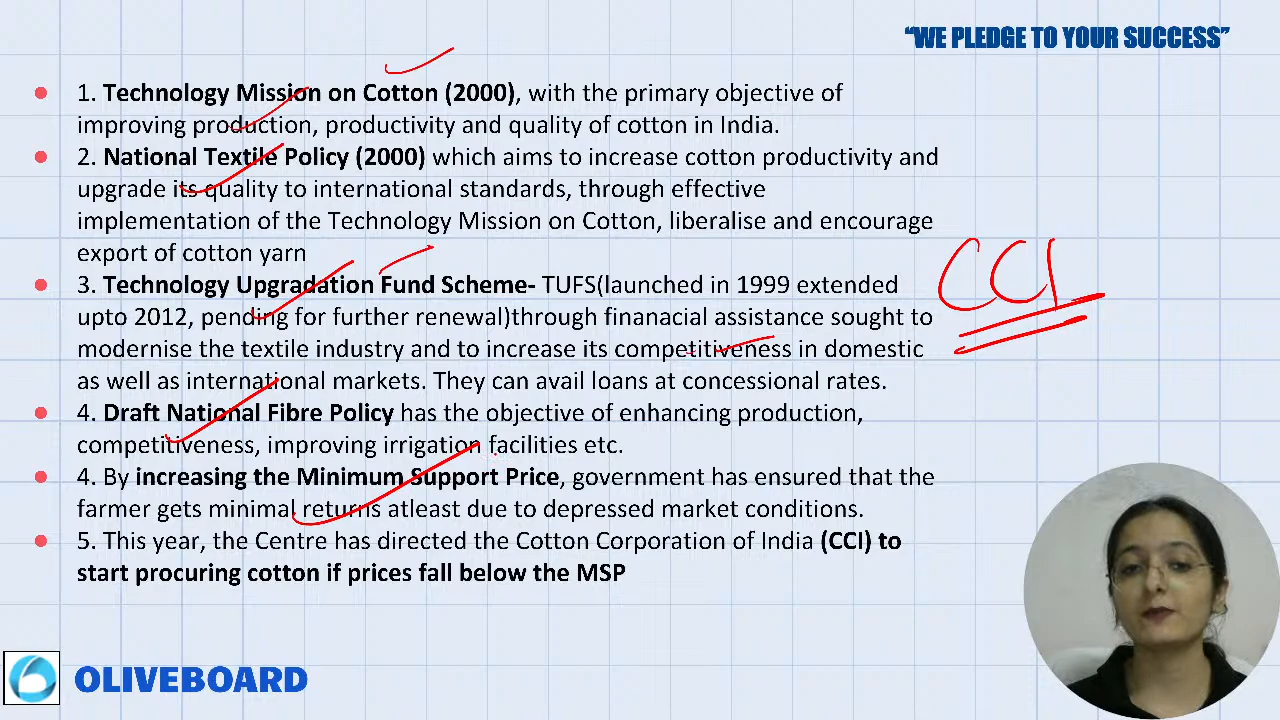 “WE PLEDGE TO YOUR SUCCESS”
1. Technology Mission on Cotton (2000), with the primary objective of
improving production, productivity and quality of cotton in India.
2. National Textile Policy (2000) which aims to increase cotton productivity and
upgrade its quality to international standards, through effective
implementation of the Technology Mission on Cotton, liberalise and encourage
export of cotton yarn
3. Technology Upgradation Fund Scheme- TUFS(launched in 1999 extended
upto 2012, pending for further renewal)through finanacial assistance sought to
modernise the textile industry and to increase its competitiveness in domestic
as well as international markets. They can avail loans at concessional rates.
CCI
4. Draft National Fibre Policy has the objective of enhancing production,
competitiveness, improving irrigation facilities etc.
4. By increasing the Minimum Support Price, government has ensured that the
farmer gets minimal returns atleast due to depressed market conditions.
5. This year, the Centre has directed the Cotton Corporation of India (CCI) to
start procuring cotton if prices fall below the MSP
OLIVEBOARD